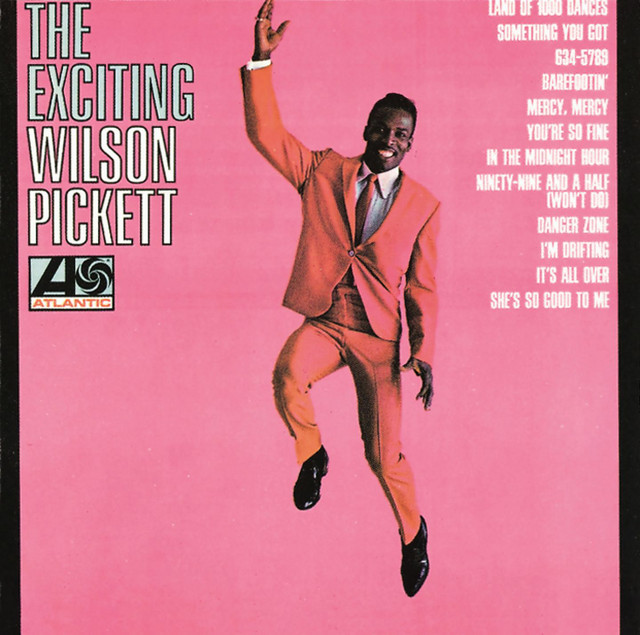 THE
EXCITING
WILSON
PICKETT
ATLANTIC
LAND OF 1000 DANCES
SOMETHING YOU GOT
634-5789
BAREFOOTIN'
MERCY, MERCY
YOU'RE SO FINE
IN THE MIDNIGHT HOUR
NINETY-NINE AND A HALF
(WON'T DO)
DANGER ZONE
I'M DRIFTING
IT'S ALL OVER
SHE'S SO GOOD TO ME